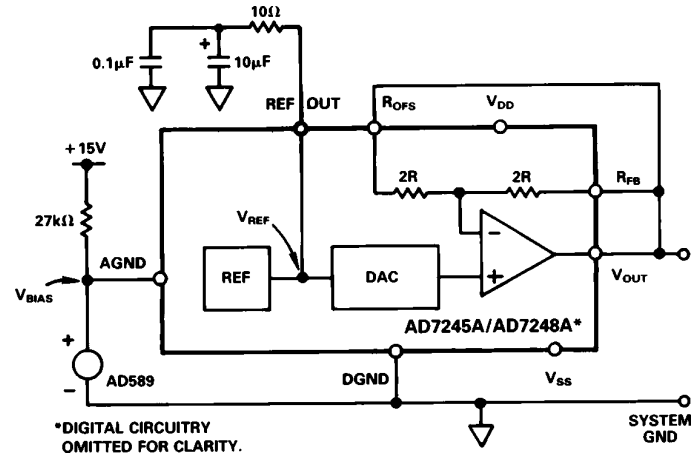 10Ω
0.1μF
+
10μF
REF OUT
R_OFS
V_DD
+15V
2R
2R
R_FB
27kΩ
V_REF
AGND
REF
DAC
−
+
V_OUT
V_BIAS
AD7245A/AD7248A*
+
−
AD589
DGND
V_SS
*DIGITAL CIRCUITRY
OMITTED FOR CLARITY.
SYSTEM
GND